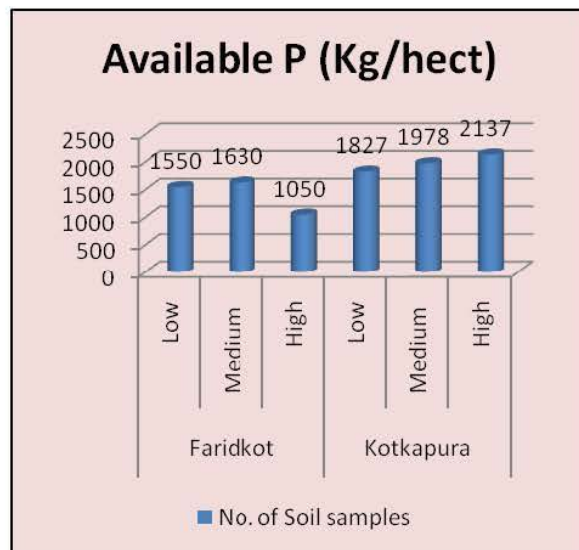 Available P (Kg/hect)
2500
2000
1500
1000
500
0
1550
1630
1050
1827
1978
2137
Low
Medium
High
Low
Medium
High
Faridkot
Kotkapura
No. of Soil samples